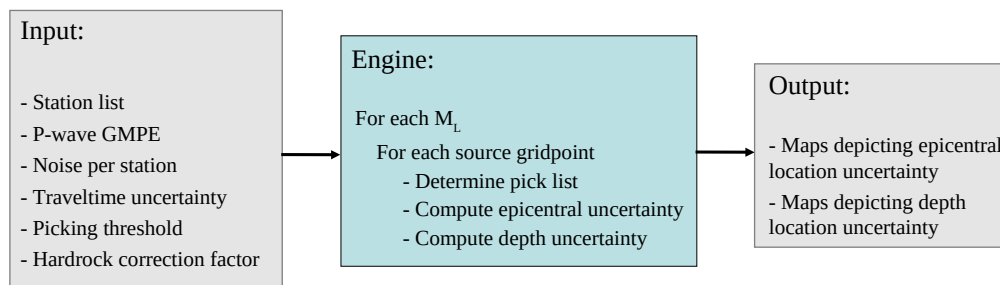 Input:
- Station list
- P-wave GMPE
- Noise per station
- Traveltime uncertainty
- Picking threshold
- Hardrock correction factor
Engine:
For each M_L
For each source gridpoint
- Determine pick list
- Compute epicentral uncertainty
- Compute depth uncertainty
Output:
- Maps depicting epicentral
location uncertainty
- Maps depicting depth
location uncertainty